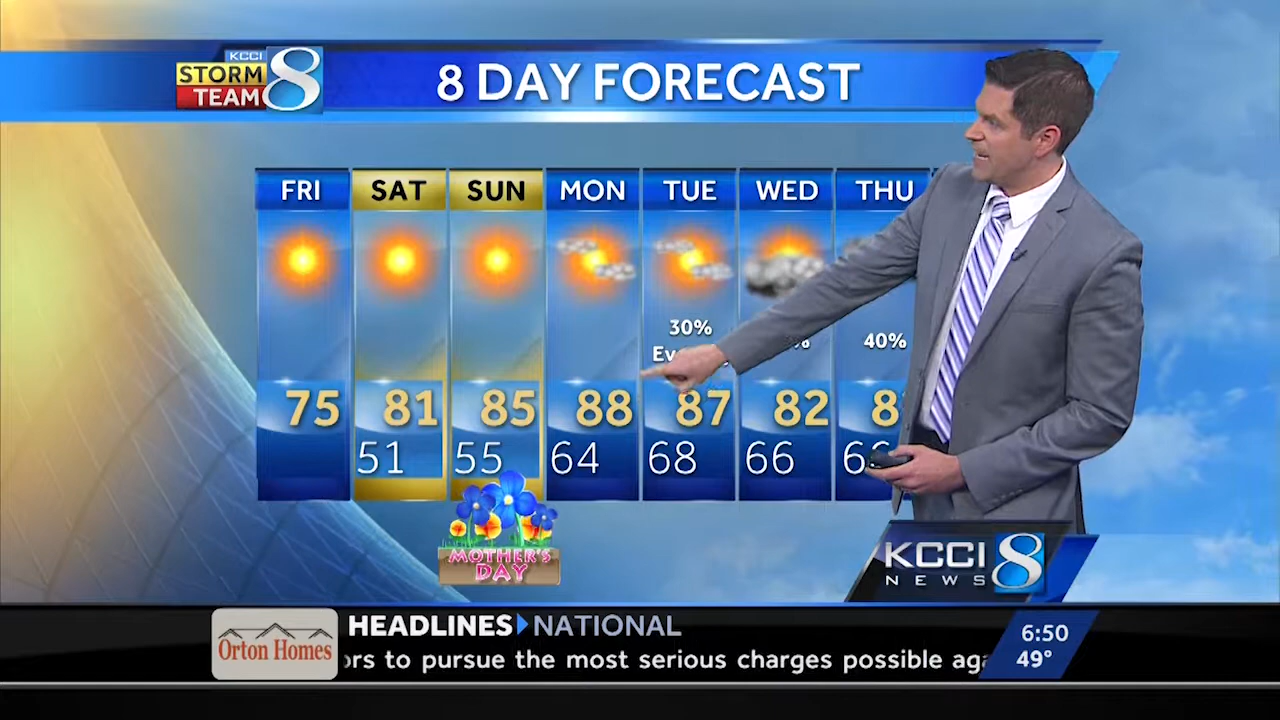 KCCI
STORM
TEAM 8
8 DAY FORECAST
FRI SAT SUN MON TUE WED THU
30% 40%
75 81 85 88 87 82
51 55 64 68 66
MOTHER'S
DAY
KCCI 8
NEWS
Orton Homes
HEADLINES NATIONAL
to pursue the most serious charges possible
6:50
49°